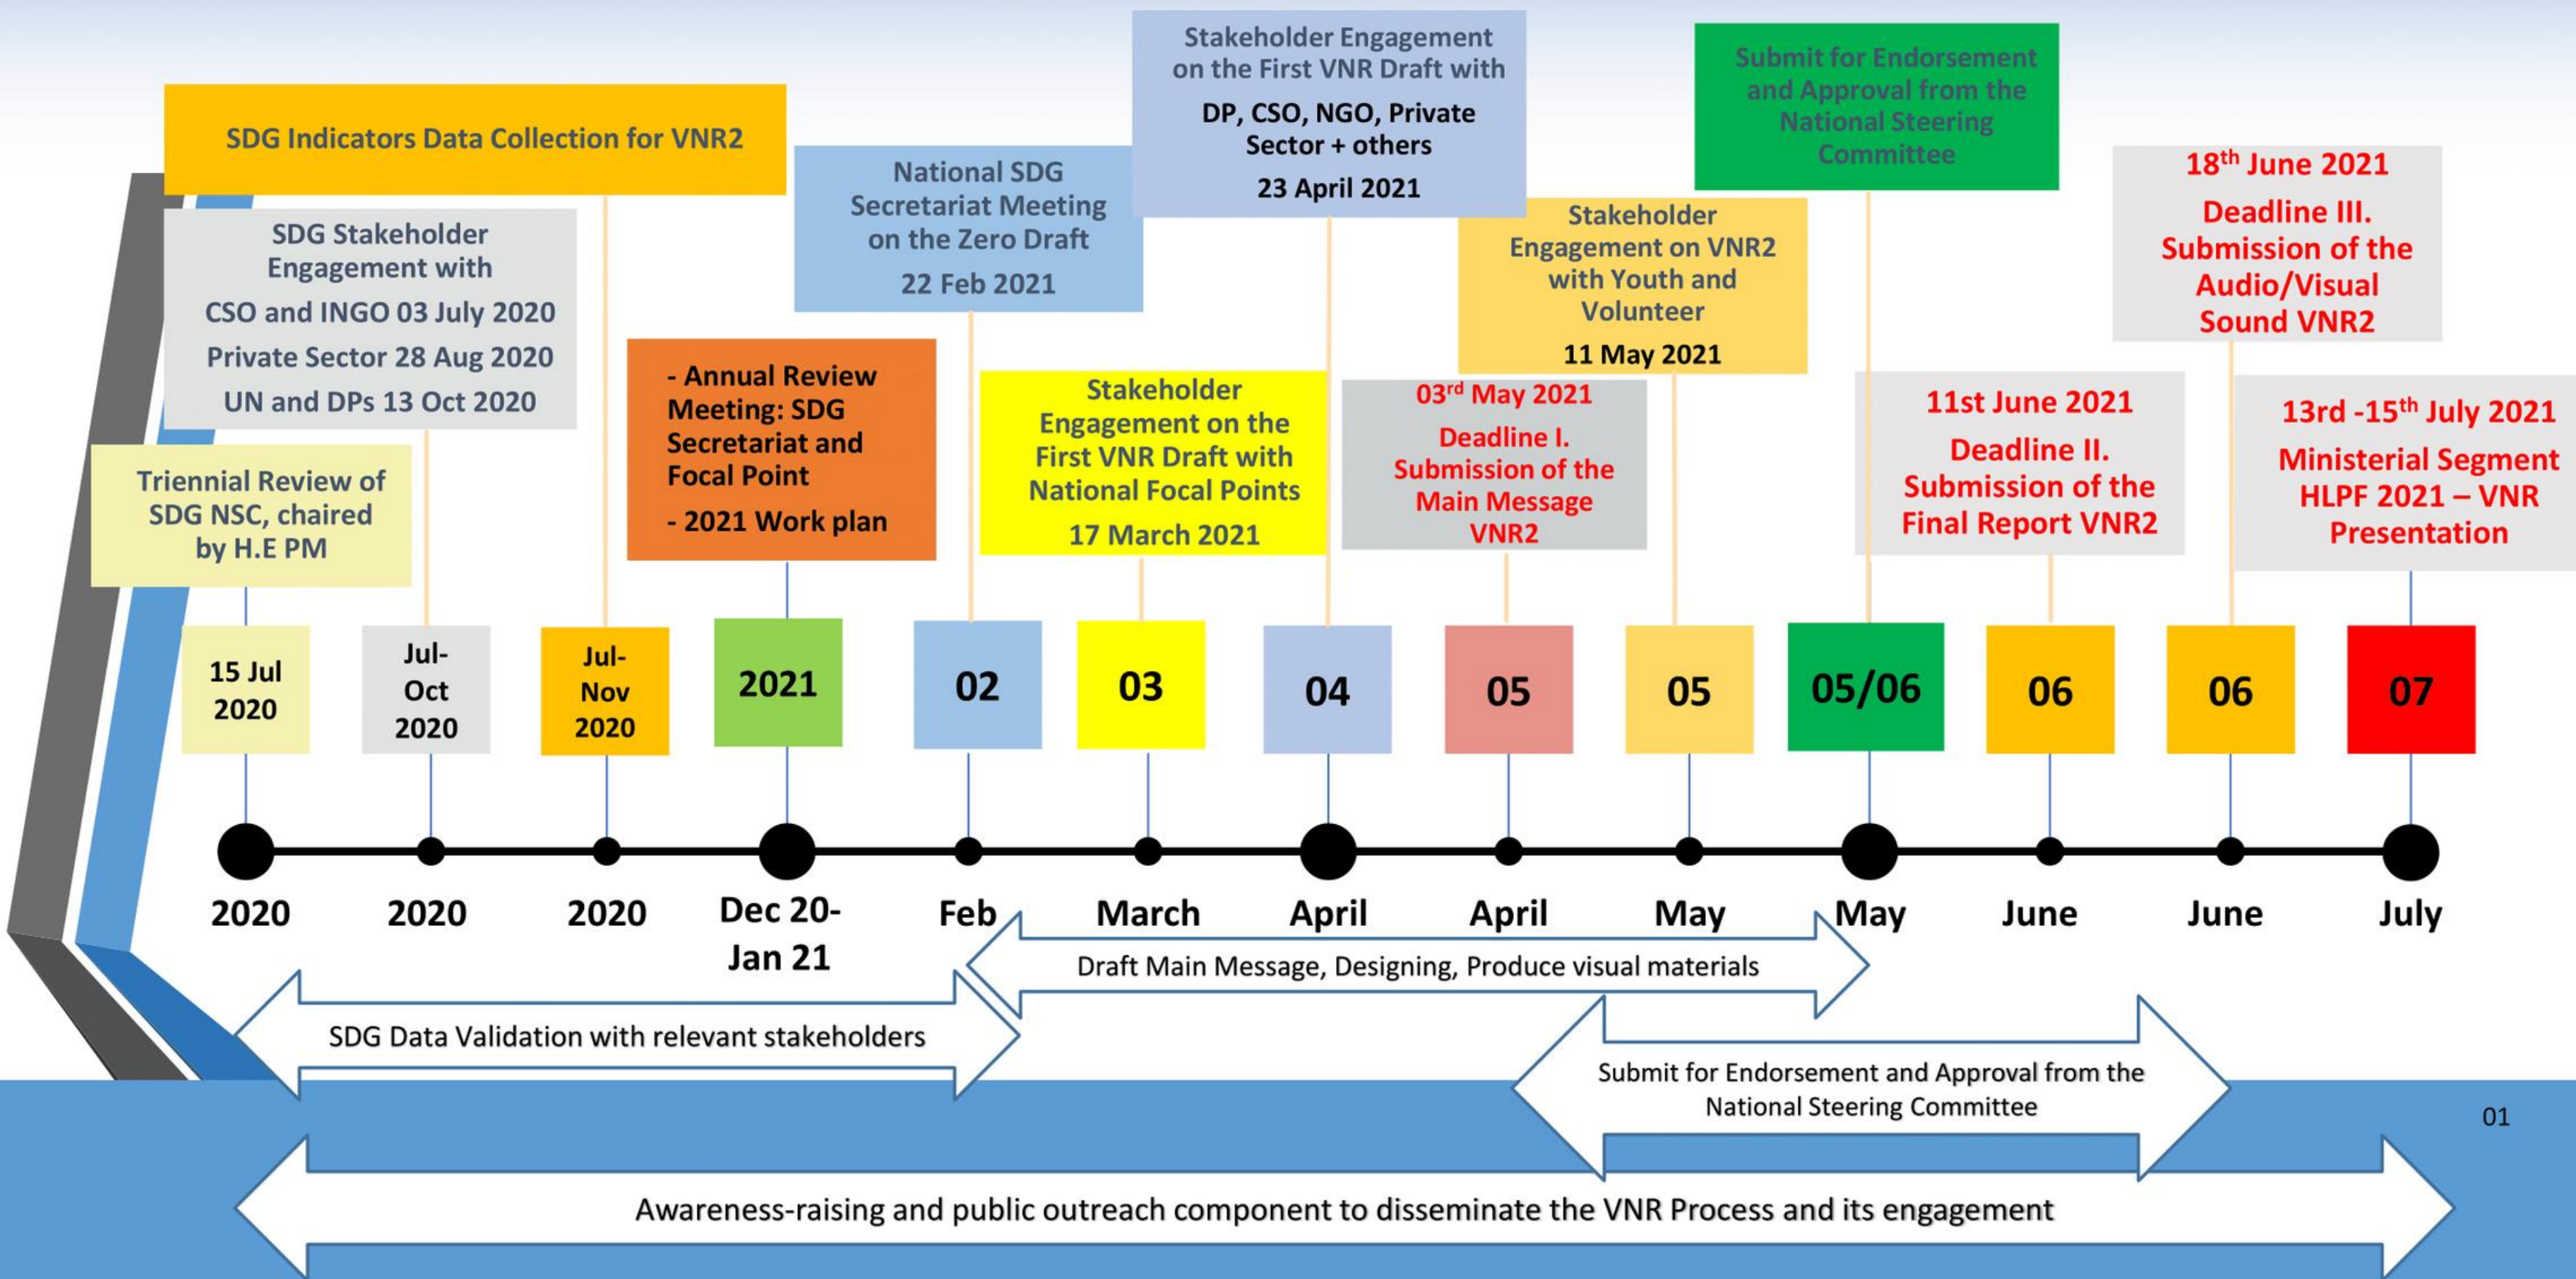 SDG Indicators Data Collection for VNR2
SDG Stakeholder
Engagement with
CSO and INGO 03 July 2020
Private Sector 28 Aug 2020
UN and DPs 13 Oct 2020
Triennial Review of
SDG NSC, chaired
by H.E PM
- Annual Review
Meeting: SDG
Secretariat and
Focal Point
- 2021 Work plan
National SDG
Secretariat Meeting
on the Zero Draft
22 Feb 2021
Stakeholder
Engagement on the
First VNR Draft with
National Focal Points
17 March 2021
Stakeholder Engagement
on the First VNR Draft with
DP, CSO, NGO, Private
Sector + others
23 April 2021
03rd May 2021
Deadline I.
Submission of the
Main Message
VNR2
Stakeholder
Engagement on VNR2
with Youth and
Volunteer
11 May 2021
Submit for Endorsement
and Approval from the
National Steering
Committee
11st June 2021
Deadline II.
Submission of the
Final Report VNR2
18th June 2021
Deadline III.
Submission of the
Audio/Visual
Sound VNR2
13rd -15th July 2021
Ministerial Segment
HLPF 2021 – VNR
Presentation
15 Jul
2020
Jul-
Oct
2020
Jul-
Nov
2020
2021
02
03
04
05
05
05/06
06
06
07
2020
2020
2020
Dec 20-
Jan 21
Feb
March
April
April
May
May
June
June
July
Draft Main Message, Designing, Produce visual materials
SDG Data Validation with relevant stakeholders
Submit for Endorsement and Approval from the
National Steering Committee
01
Awareness-raising and public outreach component to disseminate the VNR Process and its engagement